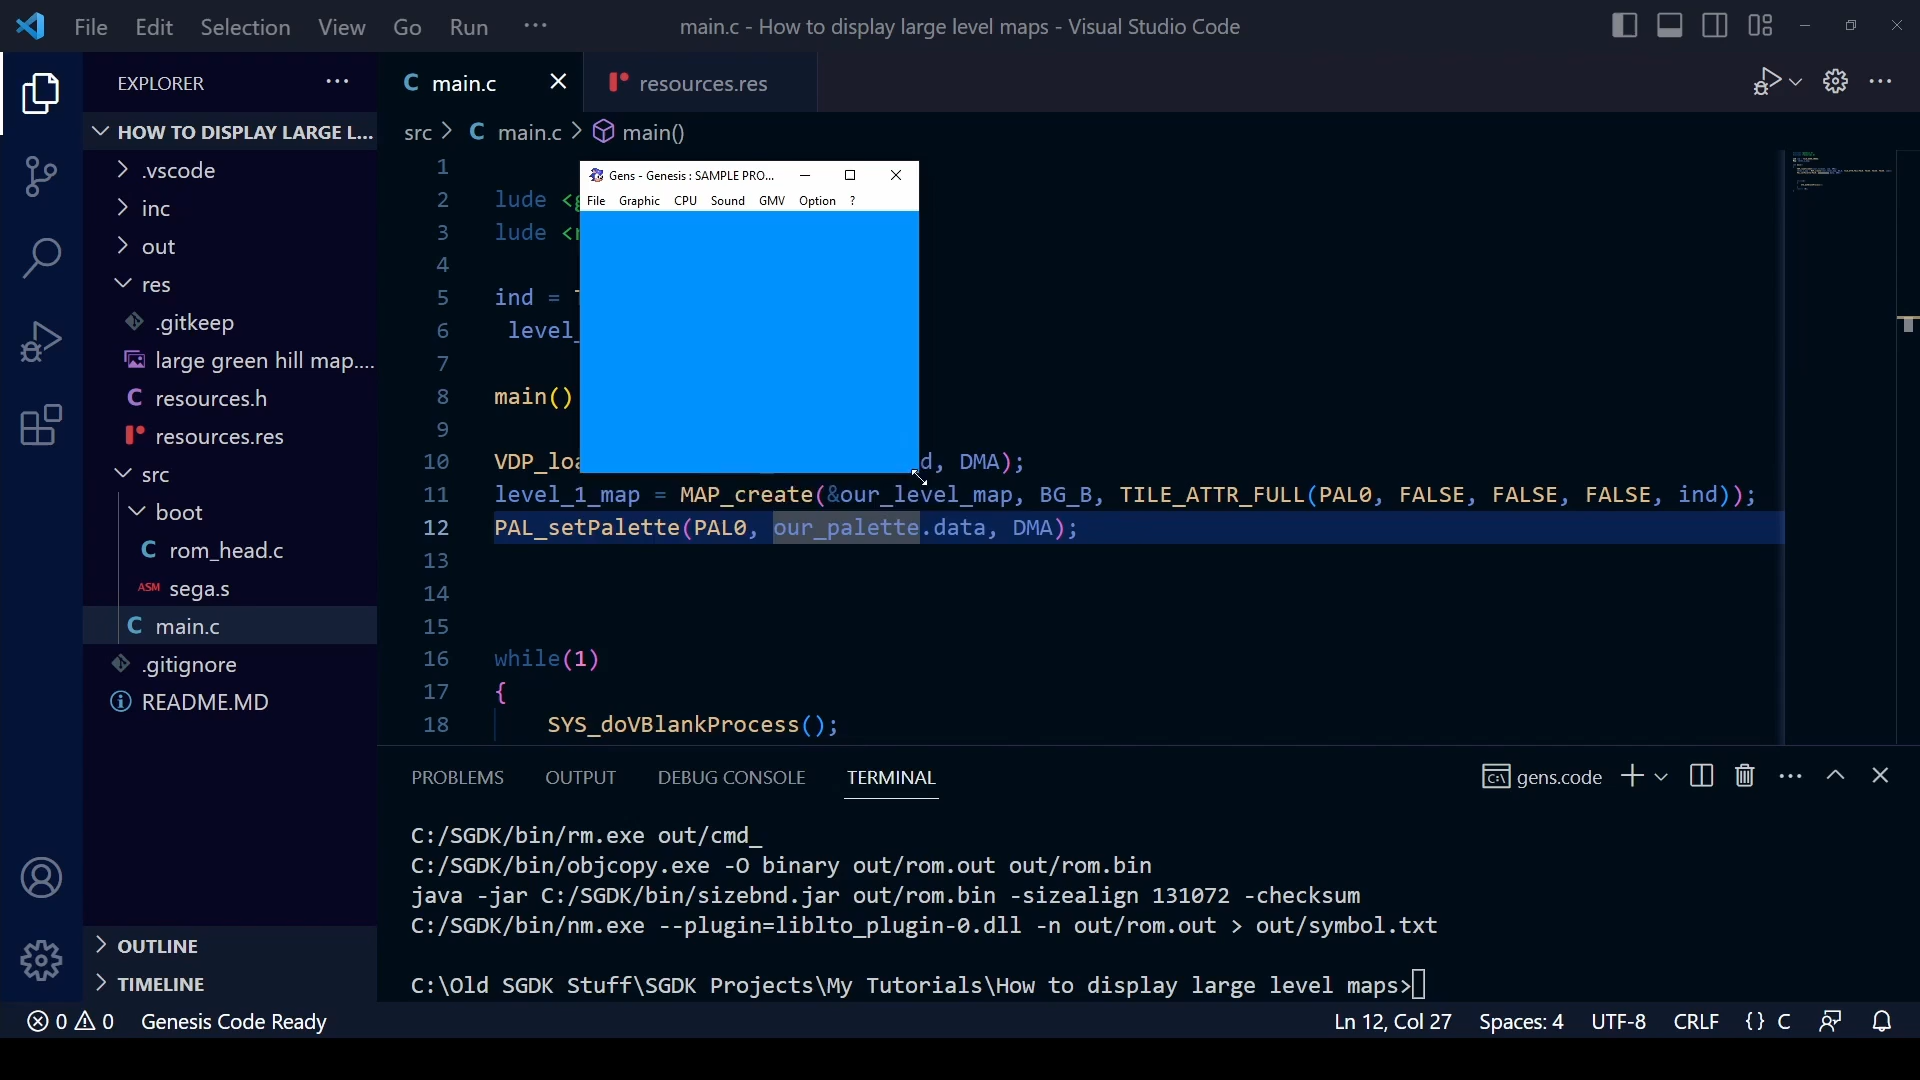 File Edit Selection View Go Run ··· main.c - How to display large level maps - Visual Studio Code
EXPLORER ···
HOW TO DISPLAY LARGE L...
.vscode
inc
out
res
.gitkeep
large green hill map....
resources.h
resources.res
src
boot
rom_head.c
ASM sega.s
main.c
.gitignore
README.MD
OUTLINE
TIMELINE
C main.c
resources.res
src > C main.c > main()
Gens - Genesis : SAMPLE PRO...
File Graphic CPU Sound GMV Option ?
1
2 lude <
3 lude <
4
5 ind =
6 level_
7
8 main()
9
10 VDP_loa d, DMA);
11 level_1_map = MAP_create(&our_level_map, BG_B, TILE_ATTR_FULL(PAL0, FALSE, FALSE, FALSE, ind));
12 PAL_setPalette(PAL0, our_palette.data, DMA);
13
14
15
16 while(1)
17 {
18 SYS_doVBlankProcess();
PROBLEMS OUTPUT DEBUG CONSOLE TERMINAL gens.code
C:/SGDK/bin/rm.exe out/cmd_
C:/SGDK/bin/objcopy.exe -O binary out/rom.out out/rom.bin
java -jar C:/SGDK/bin/sizebnd.jar out/rom.bin -sizealign 131072 -checksum
C:/SGDK/bin/nm.exe --plugin=liblto_plugin-0.dll -n out/rom.out > out/symbol.txt
C:\Old SGDK Stuff\SGDK Projects\My Tutorials\How to display large level maps>
0 0 Genesis Code Ready Ln 12, Col 27 Spaces: 4 UTF-8 CRLF {} C